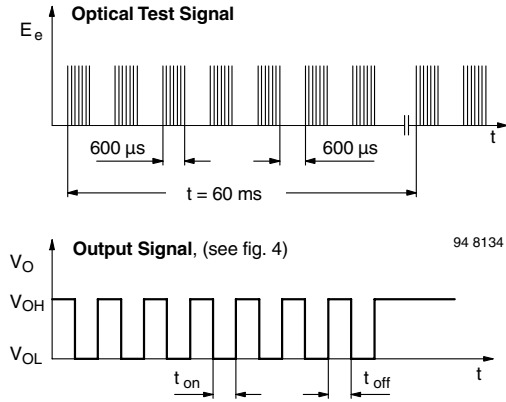 Optical Test Signal
E e
t
600 µs
600 µs
t = 60 ms
Output Signal, (see fig. 4)
94 8134
V O
V OH
V OL
t
t on
t off